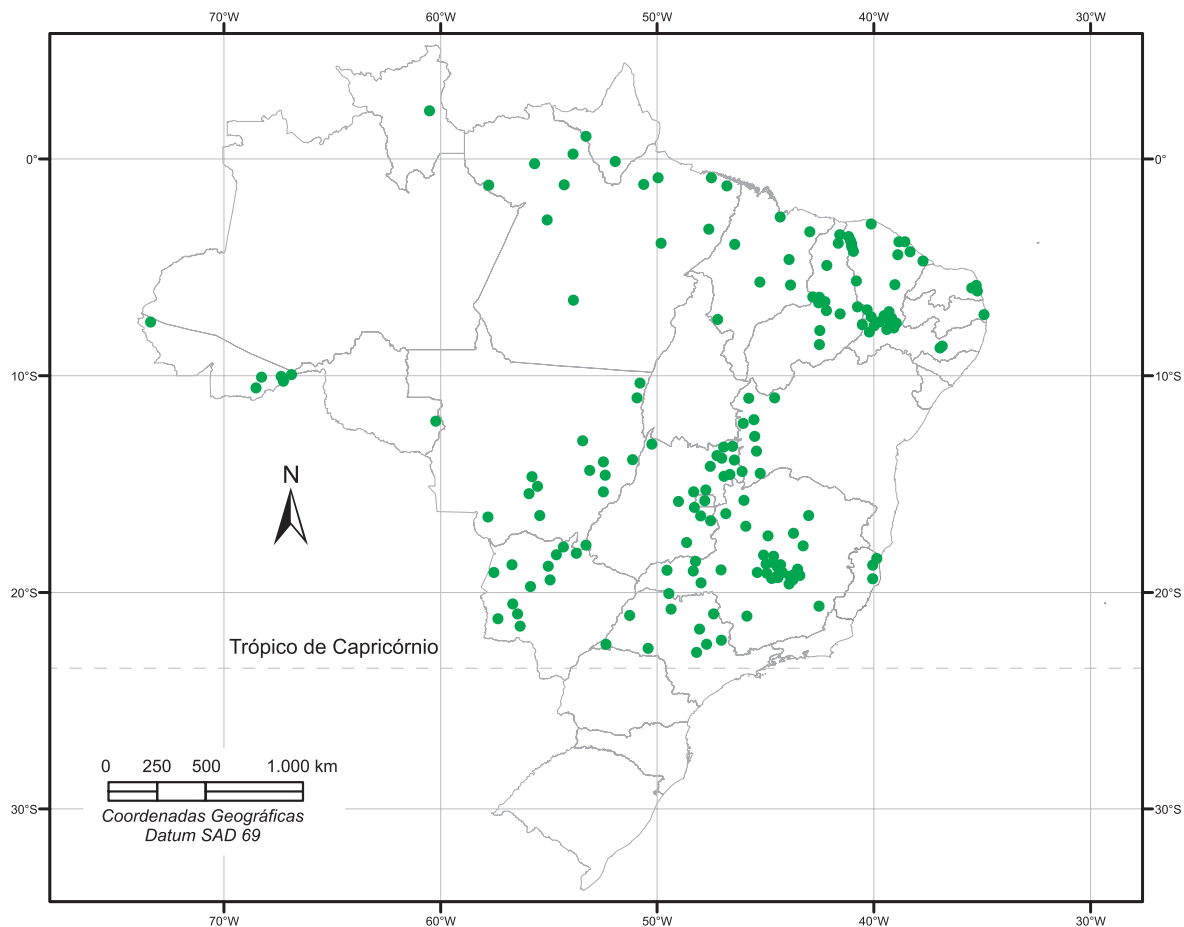 70°W 60°W 50°W 40°W 30°W
0° 0°
10°S 10°S
N
20°S 20°S
Trópico de Capricórnio
0 250 500 1.000 km
Coordenadas Geográficas
Datum SAD 69
30°S 30°S
70°W 60°W 50°W 40°W 30°W